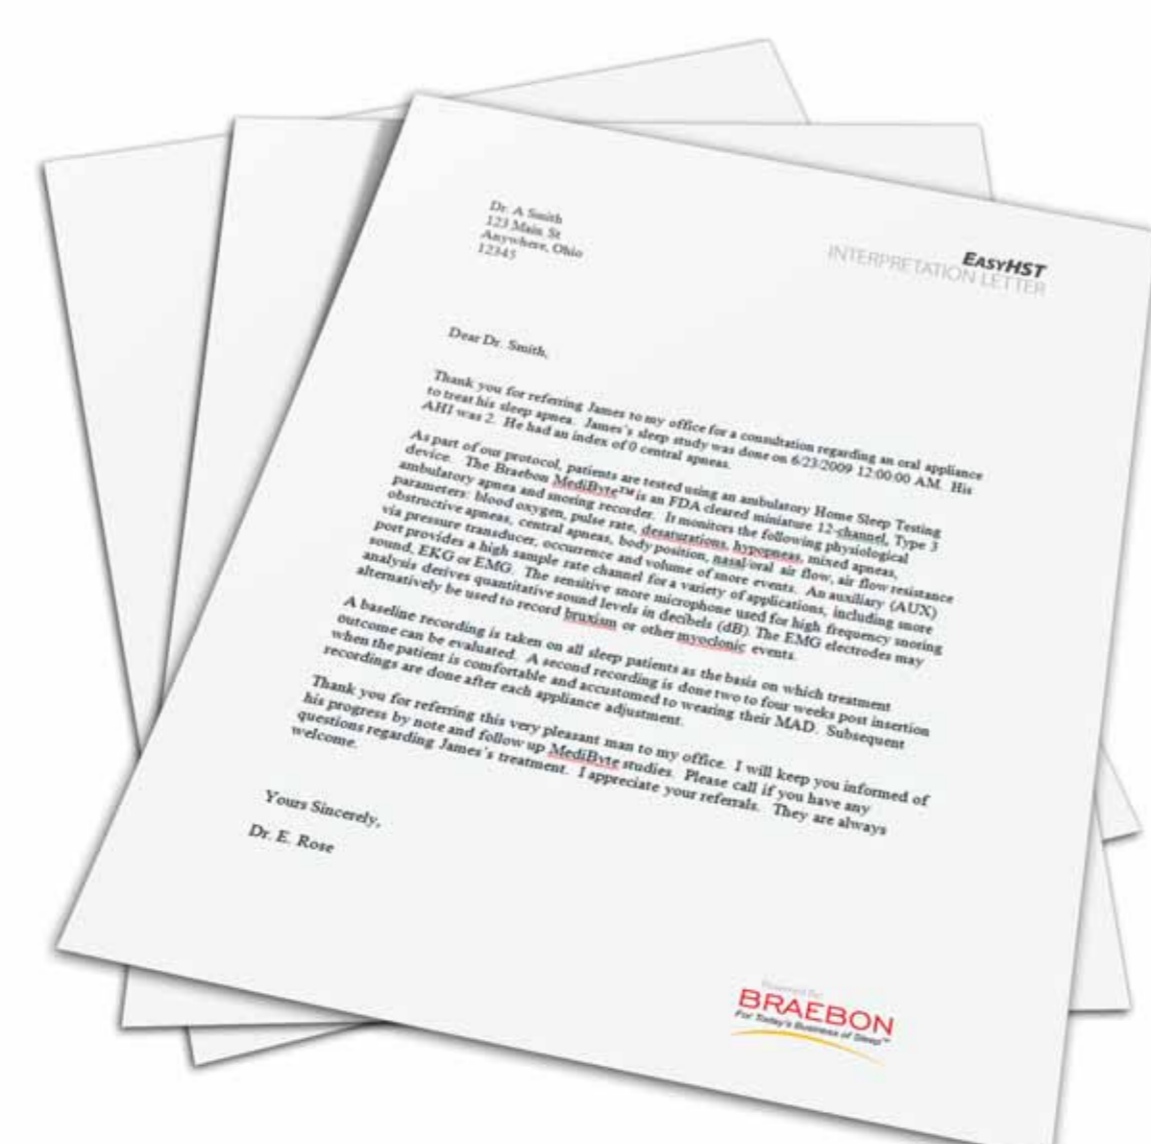 Dr. A Smith
123 Main St
Anywhere, Ohio
12345
EASYHST
INTERPRETATION LETTER
Dear Dr. Smith,
Thank you for referring James to my office for a consultation regarding an oral appliance
to treat his sleep apnea. James's sleep study was done on 6/23/2009 12:00:00 AM. His
AHI was 2. He had an index of 0 central apneas.
As part of our protocol, patients are tested using an ambulatory Home Sleep Testing
device. The Braebon MediByte™ is an FDA cleared miniature 12-channel, Type 3
ambulatory apnea and snoring recorder. It monitors the following physiological
parameters: blood oxygen, pulse rate, desaturations, hypopneas, mixed apneas,
obstructive apneas, central apneas, body position, nasal/oral air flow, air flow resistance
via pressure transducer, occurrence and volume of snore events. An auxiliary (AUX)
port provides a high sample rate channel for a variety of applications, including snore
sound, EKG or EMG. The sensitive snore microphone used for high frequency snoring
analysis derives quantitative sound levels in decibels (dB). The EMG electrodes may
alternatively be used to record bruxism or other myoclonic events.
A baseline recording is taken on all sleep patients as the basis on which treatment
outcome can be evaluated. A second recording is done two to four weeks post insertion
when the patient is comfortable and accustomed to wearing their MAD. Subsequent
recordings are done after each appliance adjustment.
Thank you for referring this very pleasant man to my office. I will keep you informed of
his progress by note and follow up MediByte studies. Please call if you have any
questions regarding James's treatment. I appreciate your referrals. They are always
welcome.
Yours Sincerely,
Dr. E. Rose
Powered By:
BRAEBON
For Today's Business of Sleep™